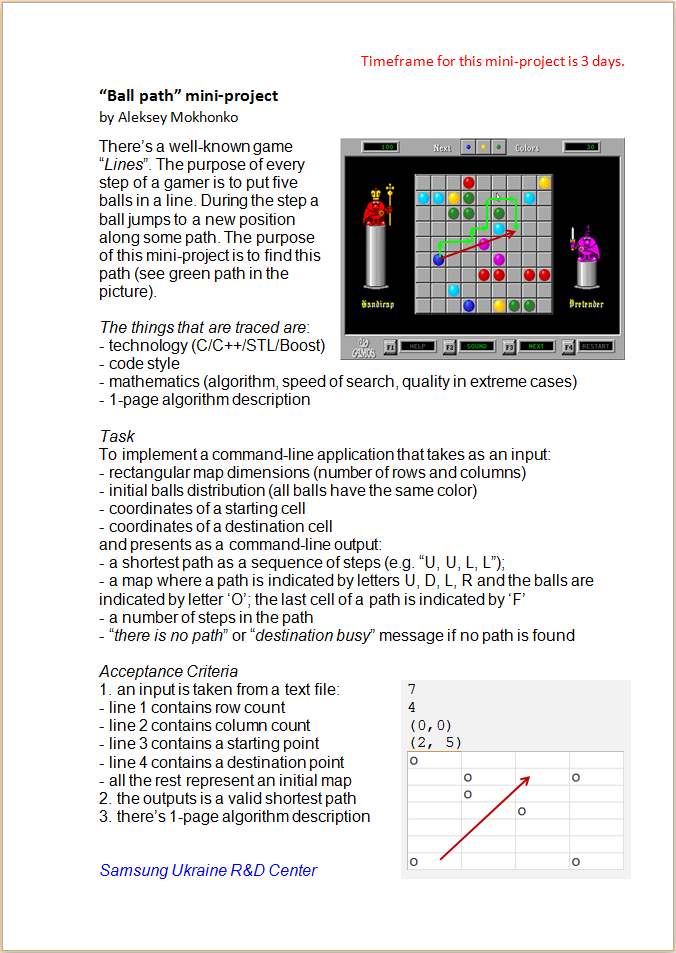 Timeframe for this mini-project is 3 days.
“Ball path” mini-project
by Aleksey Mokhonko
There’s a well-known game
“Lines”. The purpose of every
step of a gamer is to put five
balls in a line. During the step a
ball jumps to a new position
along some path. The purpose
of this mini-project is to find this
path (see green path in the
picture).
100
Next
Colors
30
Handicap
Pretender
GAMOS
F1 HELP F2 SOUND F3 NEXT F4 RESTART
The things that are traced are:
- technology (C/C++/STL/Boost)
- code style
- mathematics (algorithm, speed of search, quality in extreme cases)
- 1-page algorithm description
Task
To implement a command-line application that takes as an input:
- rectangular map dimensions (number of rows and columns)
- initial balls distribution (all balls have the same color)
- coordinates of a starting cell
- coordinates of a destination cell
and presents as a command-line output:
- a shortest path as a sequence of steps (e.g. “U, U, L, L”);
- a map where a path is indicated by letters U, D, L, R and the balls are
indicated by letter ‘O’; the last cell of a path is indicated by ‘F’
- a number of steps in the path
- “there is no path” or “destination busy” message if no path is found
Acceptance Criteria
1. an input is taken from a text file:
- line 1 contains row count
- line 2 contains column count
- line 3 contains a starting point
- line 4 contains a destination point
- all the rest represent an initial map
2. the outputs is a valid shortest path
3. there’s 1-page algorithm description
7
4
(0,0)
(2, 5)
o
o o
o
o
o o
Samsung Ukraine R&D Center